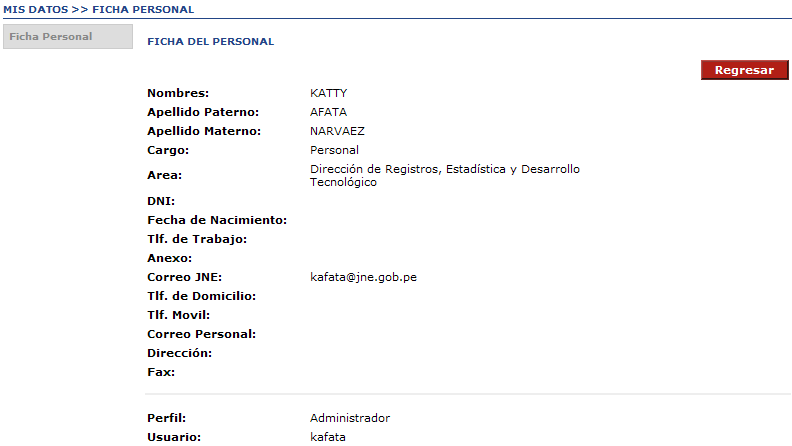 MIS DATOS >> FICHA PERSONAL
Ficha Personal
FICHA DEL PERSONAL
Regresar
Nombres: KATTY
Apellido Paterno: AFATA
Apellido Materno: NARVAEZ
Cargo: Personal
Area: Dirección de Registros, Estadística y Desarrollo
Tecnológico
DNI:
Fecha de Nacimiento:
Tlf. de Trabajo:
Anexo:
Correo JNE: kafata@jne.gob.pe
Tlf. de Domicilio:
Tlf. Movil:
Correo Personal:
Dirección:
Fax:
Perfil: Administrador
Usuario: kafata